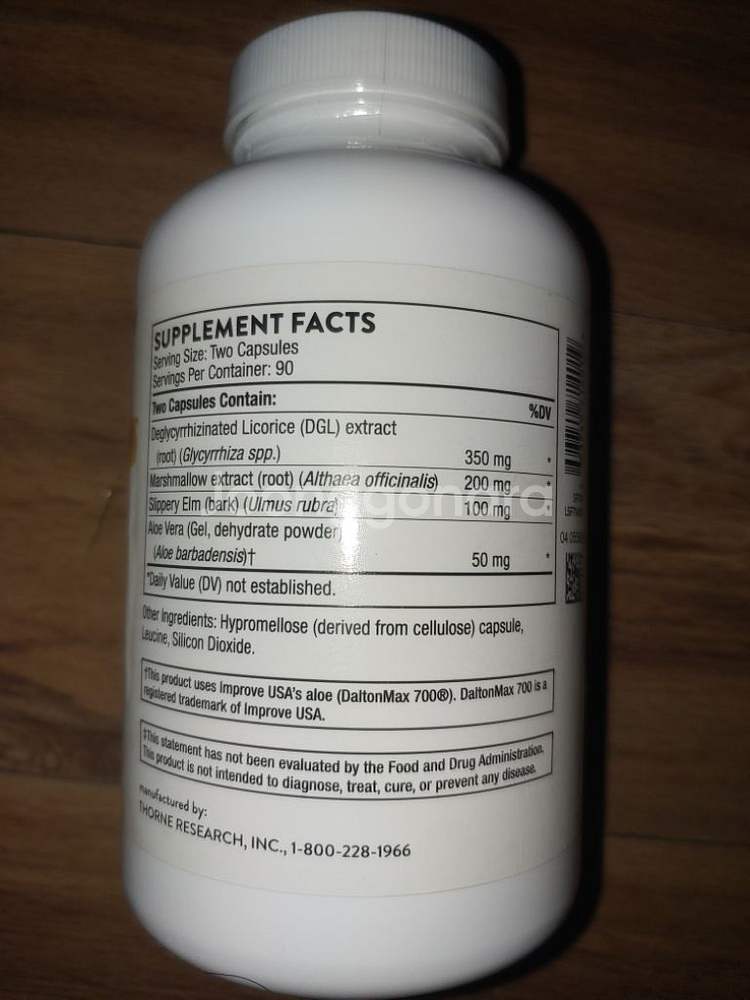 SUPPLEMENT FACTS
Serving Size: Two Capsules
Servings Per Container: 90
Two Capsules Contain:
%DV
Deglycyrrhizinated Licorice (DGL) extract
(root) (Glycyrrhiza spp.) 350 mg *
Marshmallow extract (root) (Althaea officinalis) 200 mg *
Slippery Elm (bark) (Ulmus rubra) 100 mg *
Aloe Vera (Gel, dehydrate powder)
(Aloe barbadensis)† 50 mg *
*Daily Value (DV) not established.
Other Ingredients: Hypromellose (derived from cellulose) capsule,
Leucine, Silicon Dioxide.
†This product uses Improve USA's aloe (DaltonMax 700®). DaltonMax 700 is a
registered trademark of Improve USA.
‡This statement has not been evaluated by the Food and Drug Administration.
This product is not intended to diagnose, treat, cure, or prevent any disease.
manufactured by:
THORNE RESEARCH, INC., 1-800-228-1966